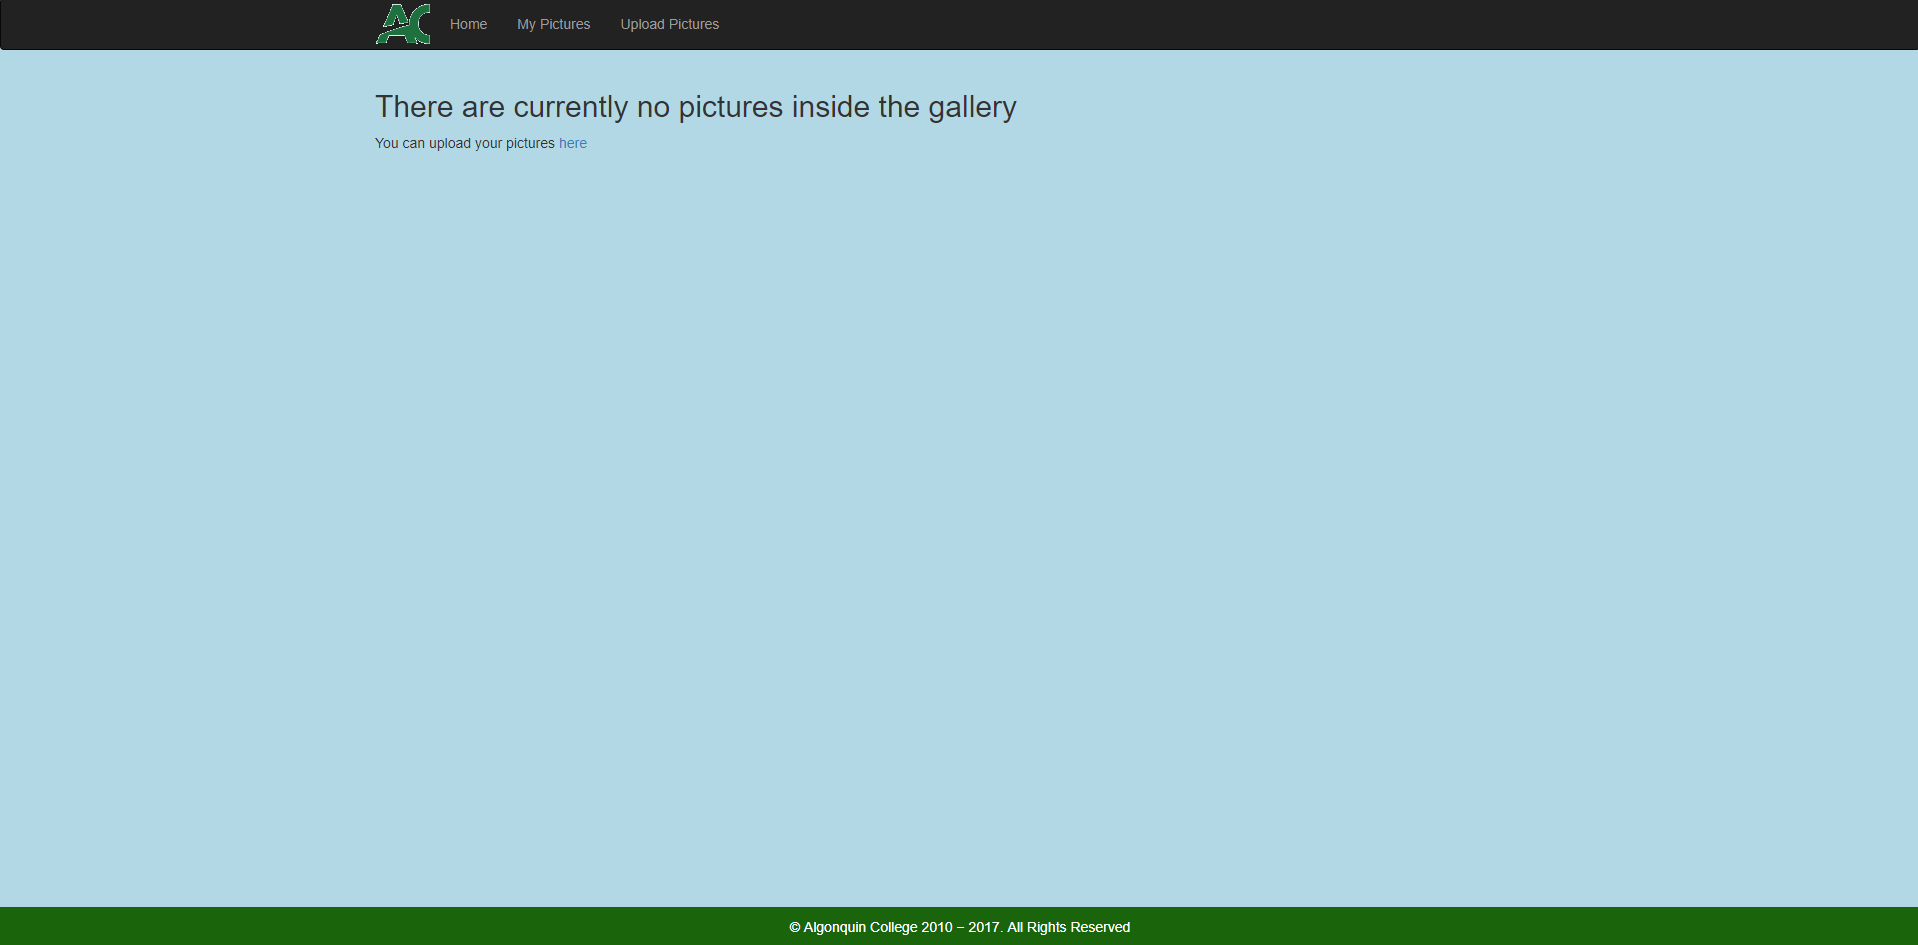 AC
Home My Pictures Upload Pictures
There are currently no pictures inside the gallery
You can upload your pictures here
© Algonquin College 2010 – 2017. All Rights Reserved